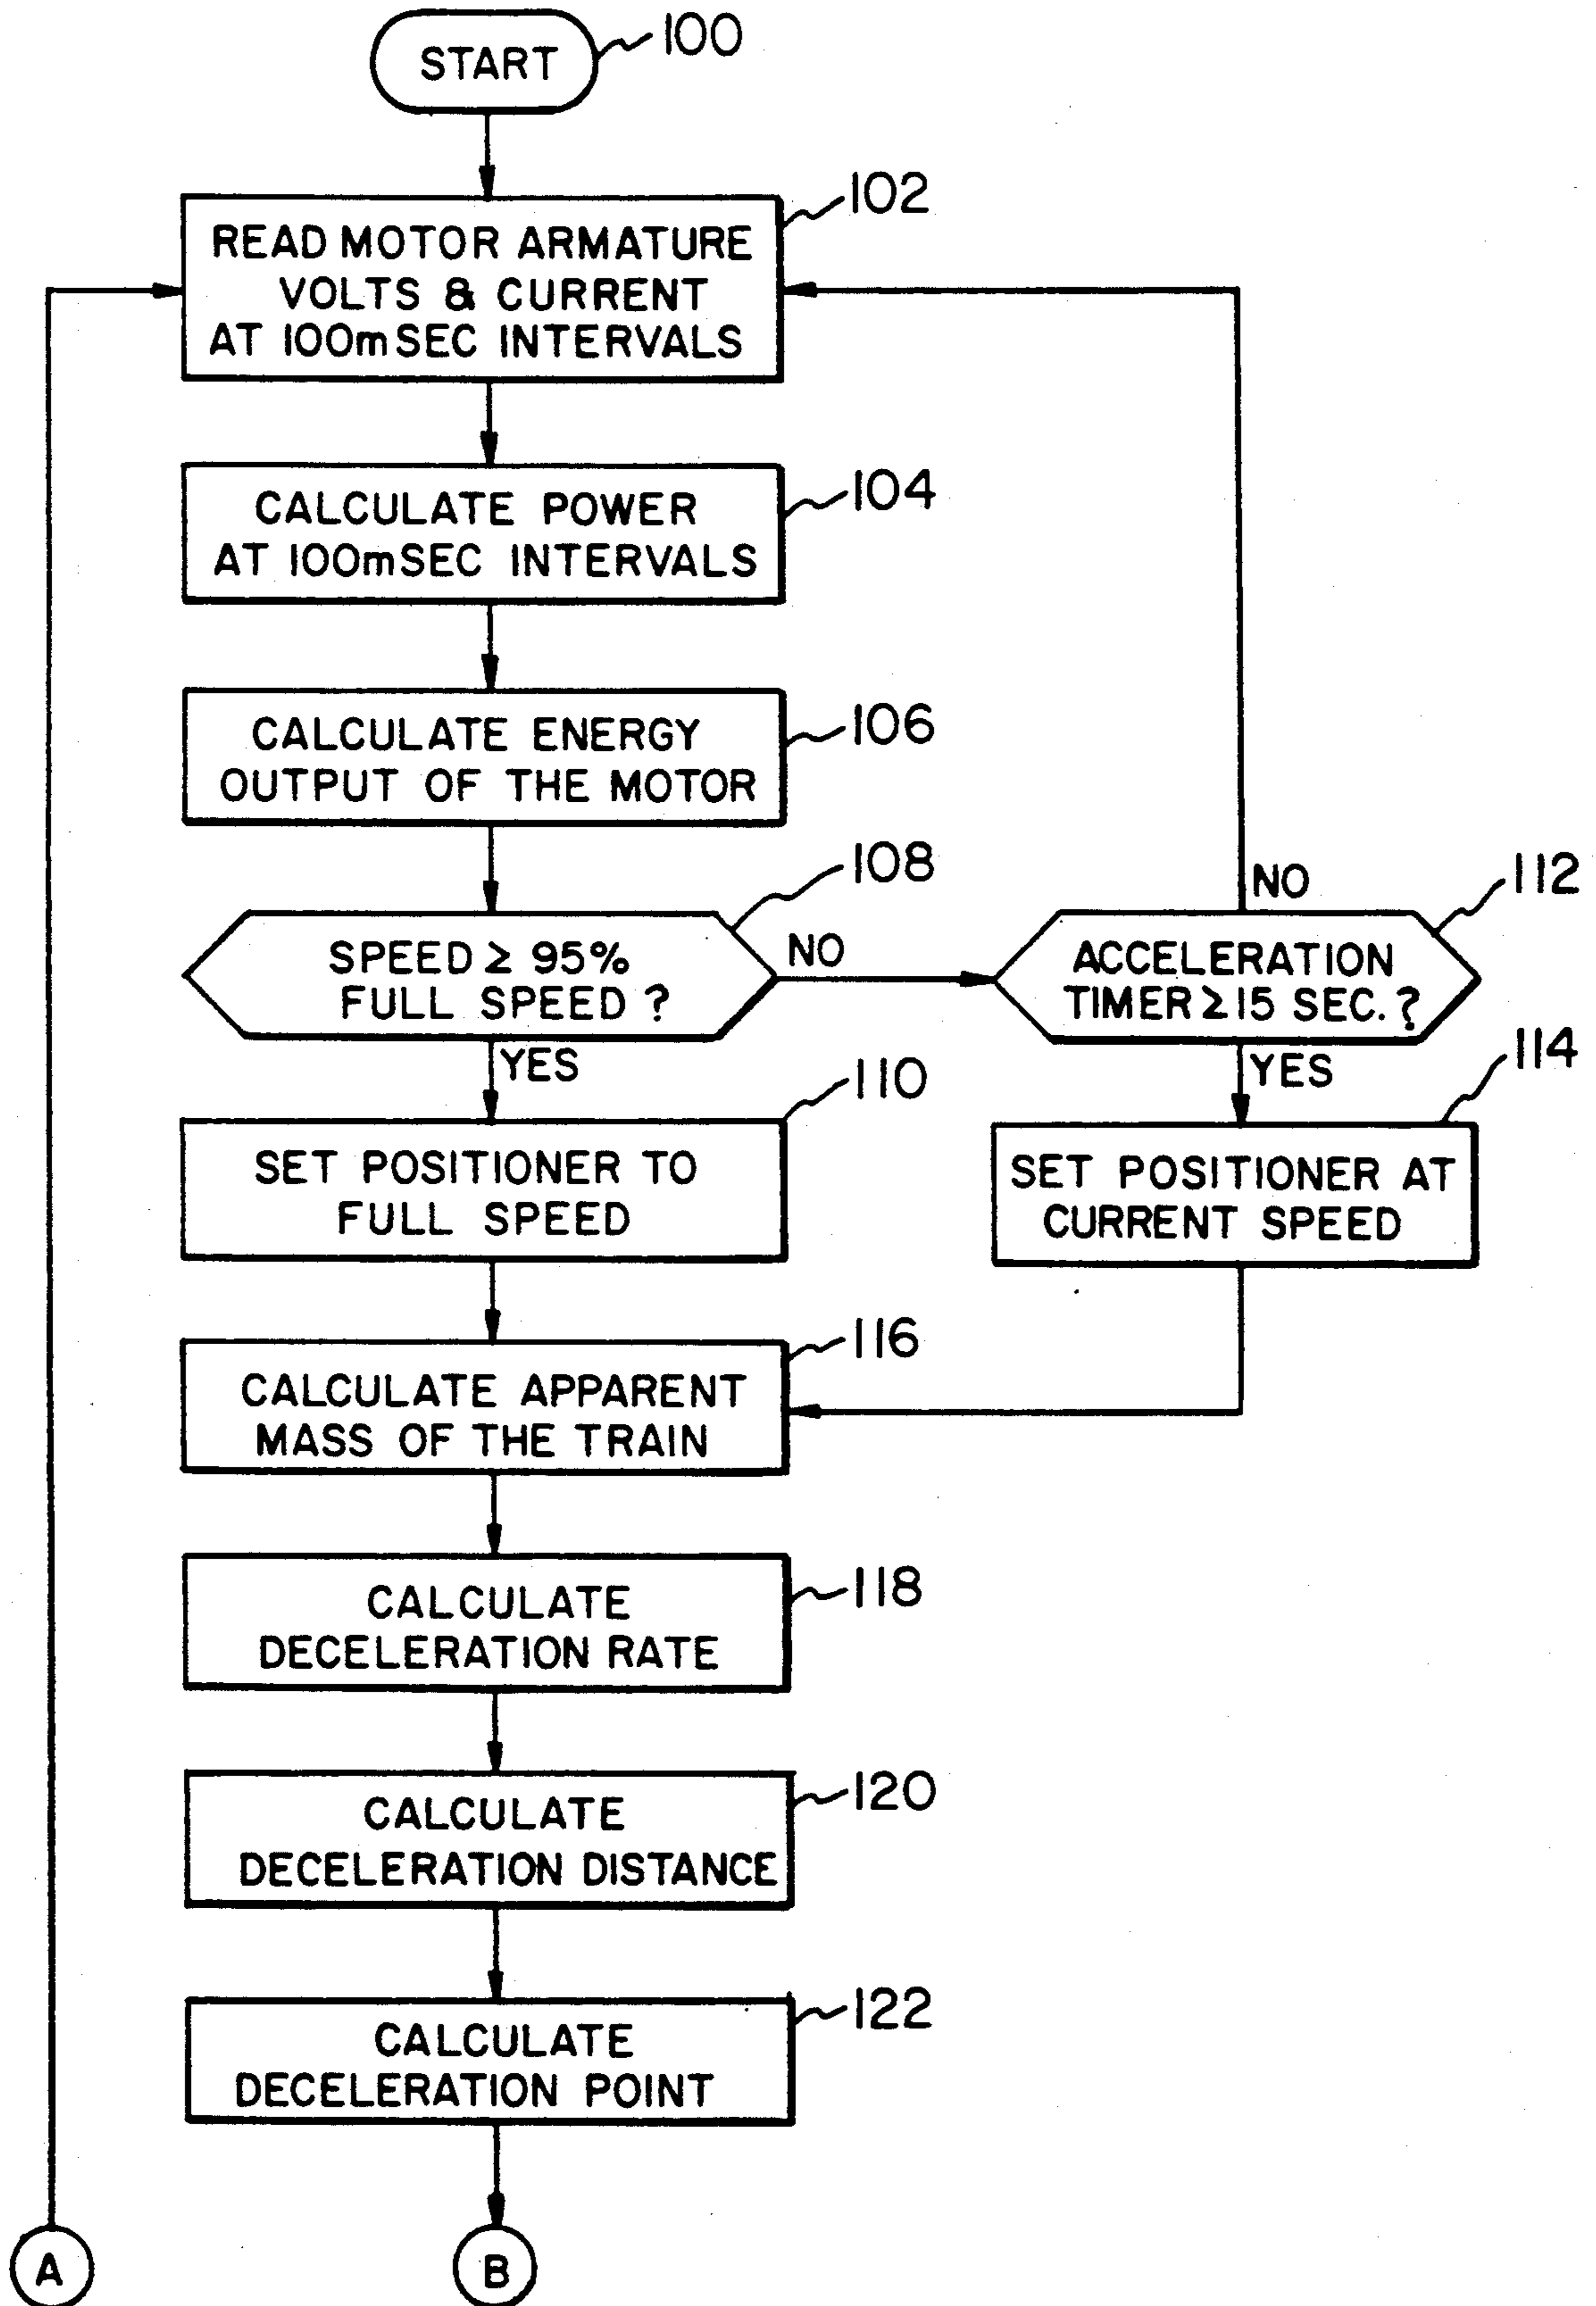 START
100
102
READ MOTOR ARMATURE
VOLTS & CURRENT
AT 100mSEC INTERVALS
104
CALCULATE POWER
AT 100mSEC INTERVALS
106
CALCULATE ENERGY
OUTPUT OF THE MOTOR
108
SPEED ≥ 95%
FULL SPEED ?
NO
YES
112
NO
ACCELERATION
TIMER ≥ 15 SEC. ?
YES
110
SET POSITIONER TO
FULL SPEED
114
SET POSITIONER AT
CURRENT SPEED
116
CALCULATE APPARENT
MASS OF THE TRAIN
118
CALCULATE
DECELERATION RATE
120
CALCULATE
DECELERATION DISTANCE
122
CALCULATE
DECELERATION POINT
A
B